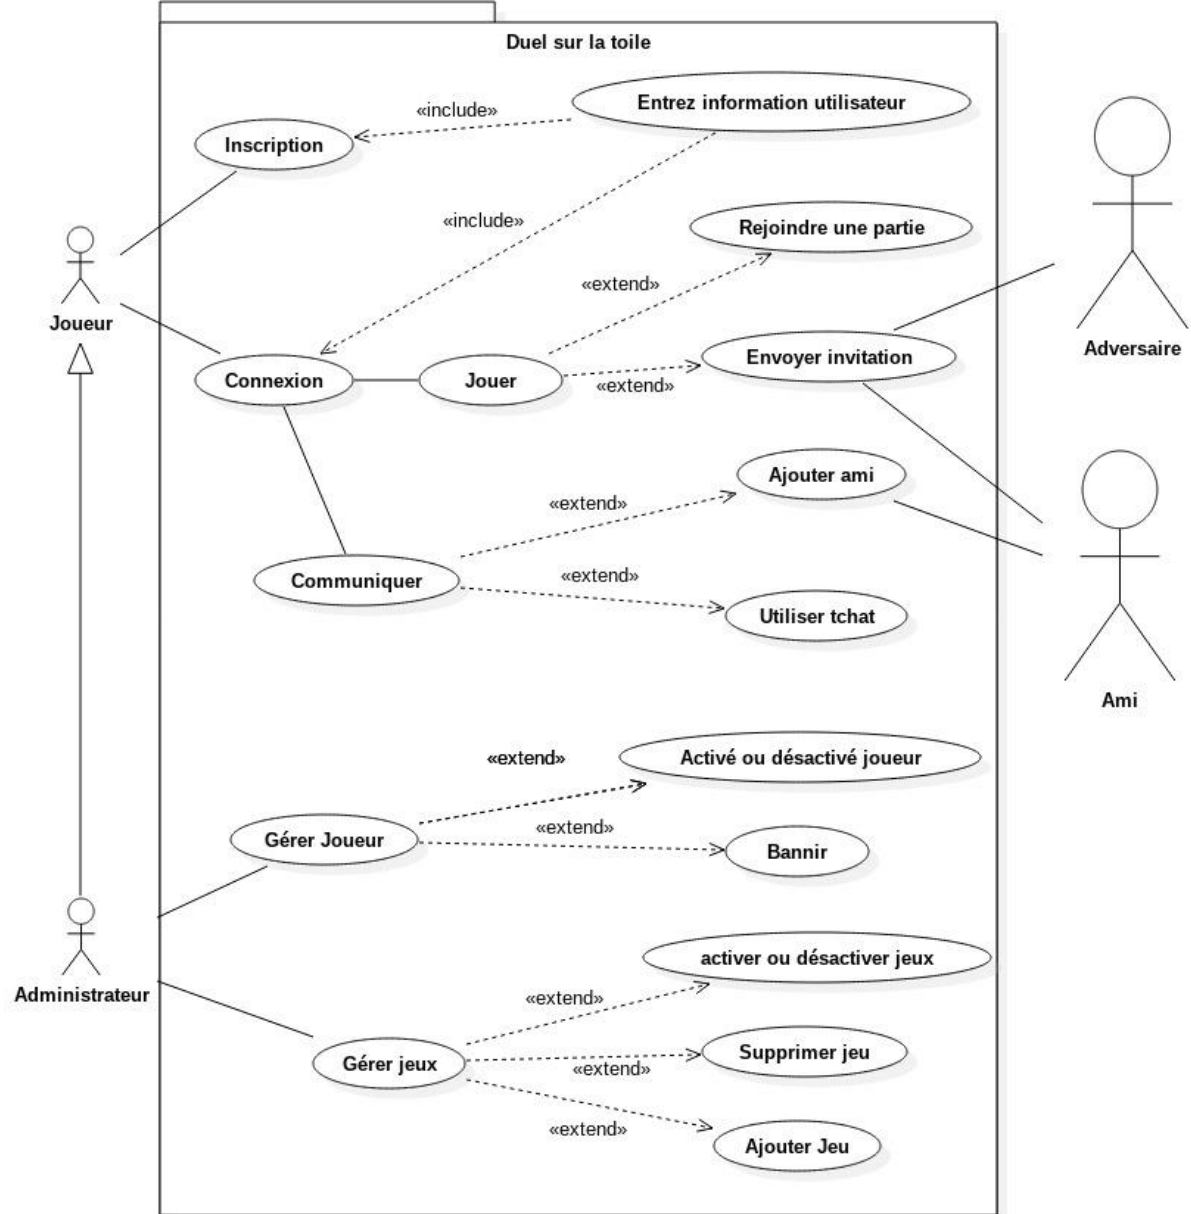 Duel sur la toile
Entrez information utilisateur
«include»
Inscription
«include»
Rejoindre une partie
«extend»
Joueur
Adversaire
Envoyer invitation
Connexion
Jouer
«extend»
Ajouter ami
«extend»
«extend»
Communiquer
Utiliser tchat
Ami
«extend»
Activé ou désactivé joueur
«extend»
Gérer Joueur
Bannir
activer ou désactiver jeux
Administrateur
«extend»
Supprimer jeu
Gérer jeux
«extend»
«extend»
Ajouter Jeu